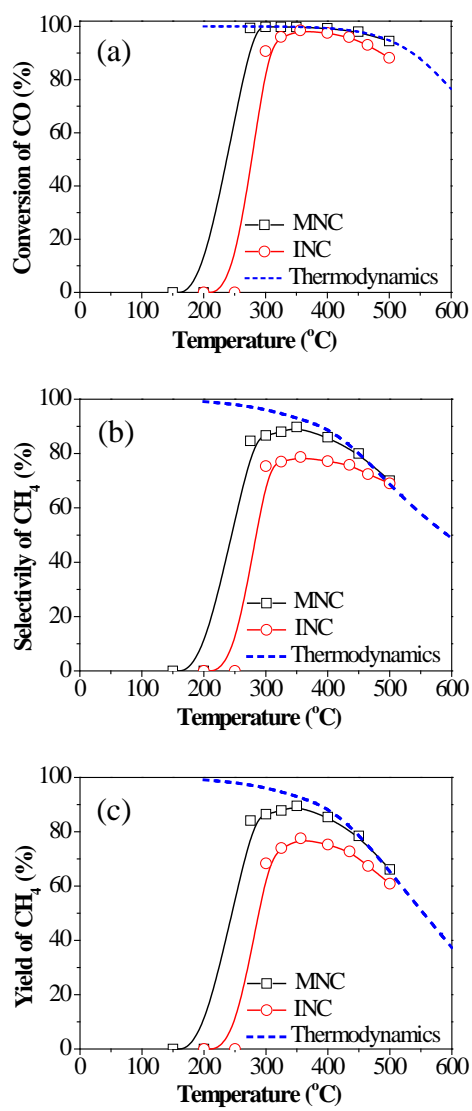 (a)
Conversion of CO (%)
100
80
60
40
20
0
MNC
INC
Thermodynamics
0 100 200 300 400 500 600
Temperature (°C)
(b)
Selectivily of CH4 (%)
100
80
60
40
20
0
MNC
INC
Thermodynamics
0 100 200 300 400 500 600
Temperature (°C)
(c)
Yield of CH4 (%)
100
80
60
40
20
0
MNC
INC
Thermodynamics
0 100 200 300 400 500 600
Temperature (°C)